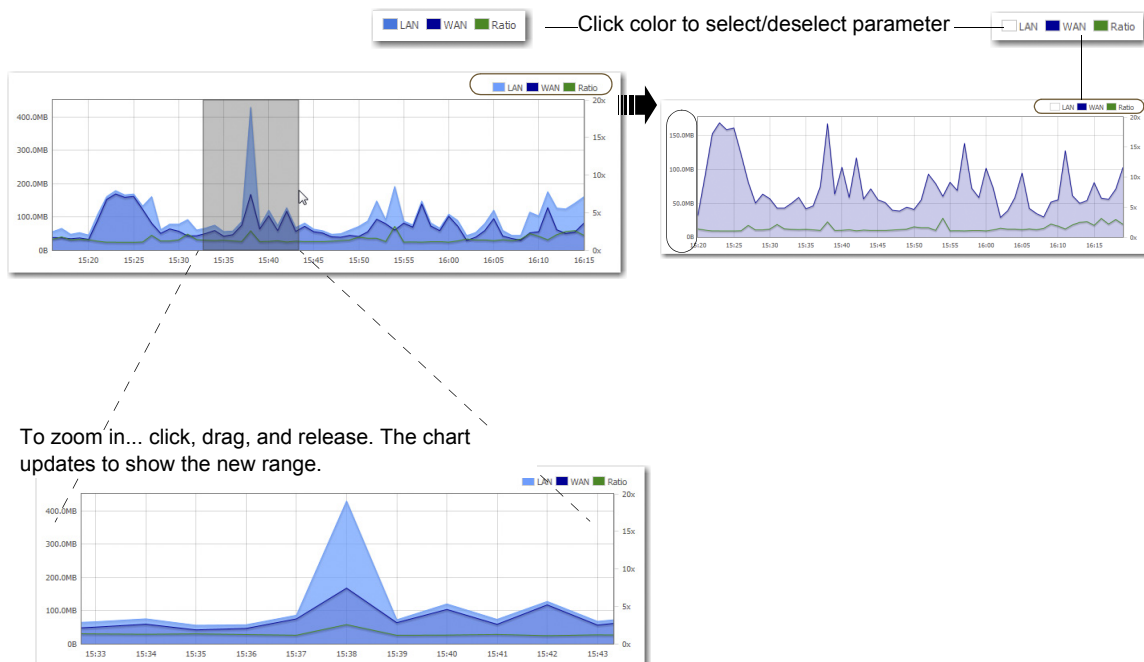 LAN WAN Ratio
Click color to select/deselect parameter
LAN WAN Ratio
LAN WAN Ratio
20x
400.0MB
15x
300.0MB
10x
200.0MB
5x
100.0MB
0B
0x
15:20 15:25 15:30 15:35 15:40 15:45 15:50 15:55 16:00 16:05 16:10 16:15
LAN WAN Ratio
20x
150.0MB
15x
100.0MB
10x
50.0MB
5x
0B
0x
15:20 15:25 15:30 15:35 15:40 15:45 15:50 15:55 16:00 16:05 16:10 16:15
To zoom in... click, drag, and release. The chart
updates to show the new range.
LAN WAN Ratio
20x
400.0MB
15x
300.0MB
10x
200.0MB
5x
100.0MB
0B
0x
15:33 15:34 15:35 15:36 15:37 15:38 15:39 15:40 15:41 15:42 15:43